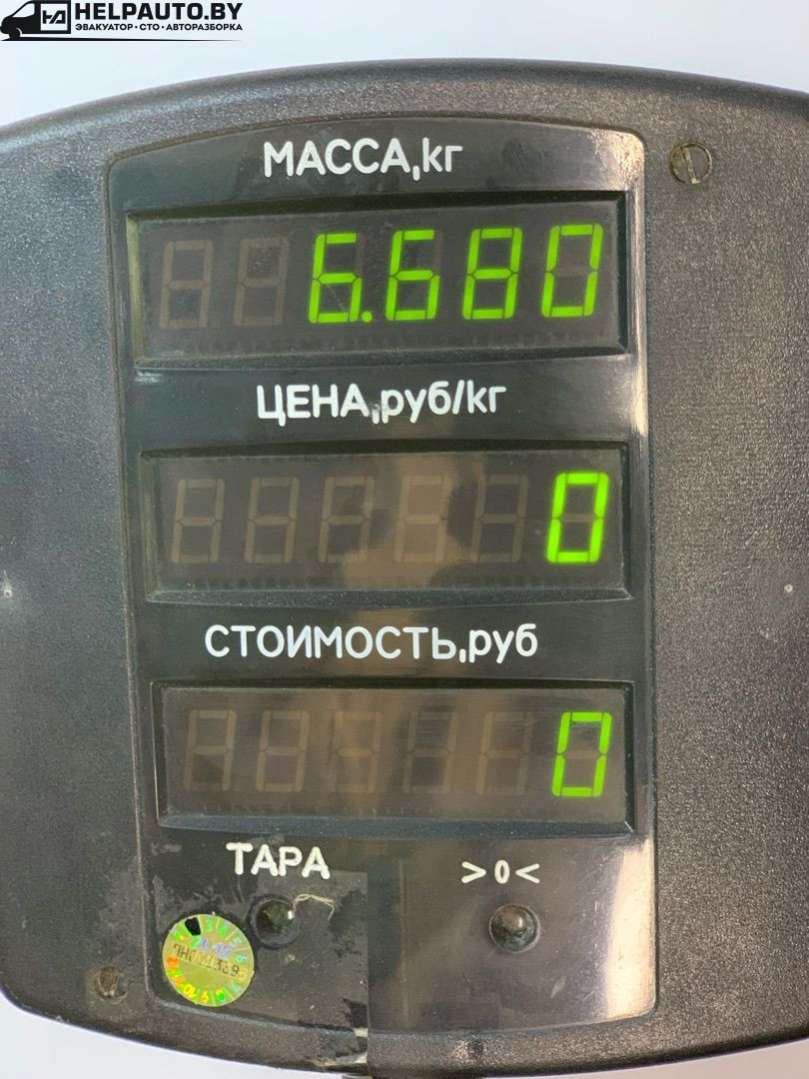 HELPAUTO.BY
ЭВАКУАТОР • СТО • АВТОРАЗБОРКА
МАССА,кг
6.680
ЦЕНА,руб/кг
0
СТОИМОСТЬ,руб
0
ТАРА >0<